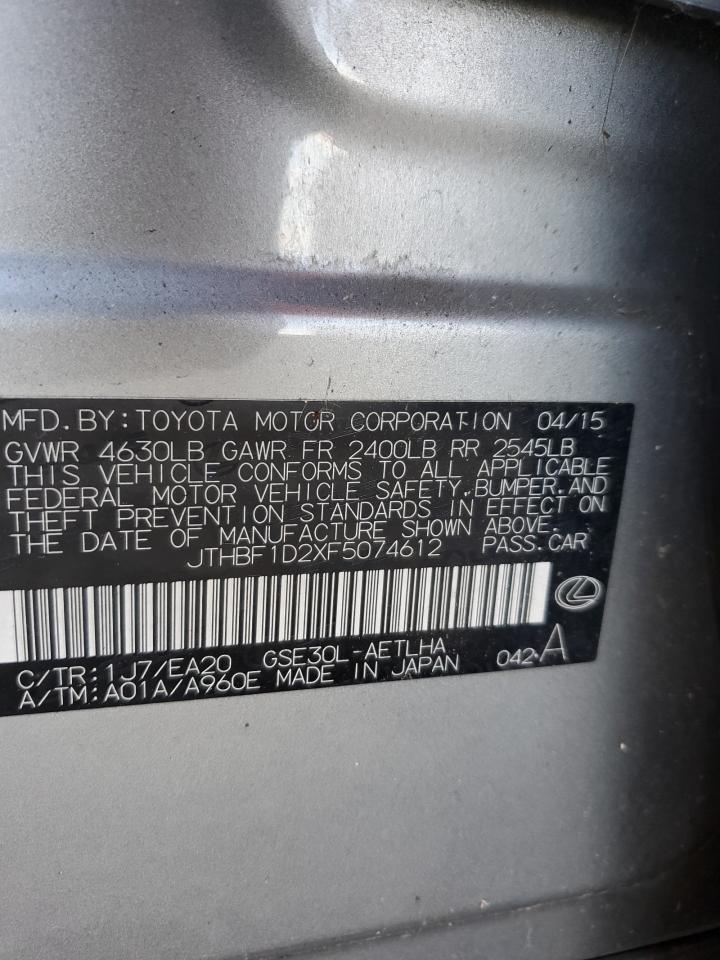 MFD. BY: TOYOTA MOTOR CORPORATION 04/15
GVWR 4630LB GAWR FR 2400LB RR 2545LB
THIS VEHICLE CONFORMS TO ALL APPLICABLE
FEDERAL MOTOR VEHICLE SAFETY, BUMPER, AND
THEFT PREVENTION STANDARDS IN EFFECT ON
THE DATE OF MANUFACTURE SHOWN ABOVE.
JTHBF1D2XF5074612 PASS. CAR
C/TR: 1J7/EA20 GSE30L-AETLHA
A/TM: A01A/A960E MADE IN JAPAN 042-A